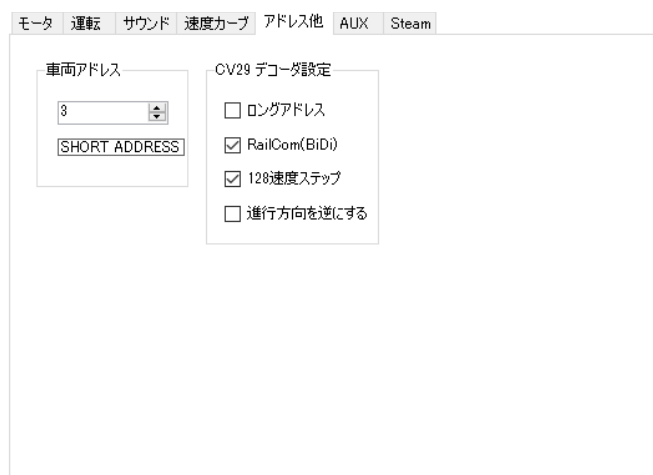 モータ 運転 サウンド 速度カーブ アドレス他 AUX Steam
車両アドレス
3
SHORT ADDRESS
CV29 デコーダ設定
ロングアドレス
RailCom(BiDi)
128速度ステップ
進行方向を逆にする